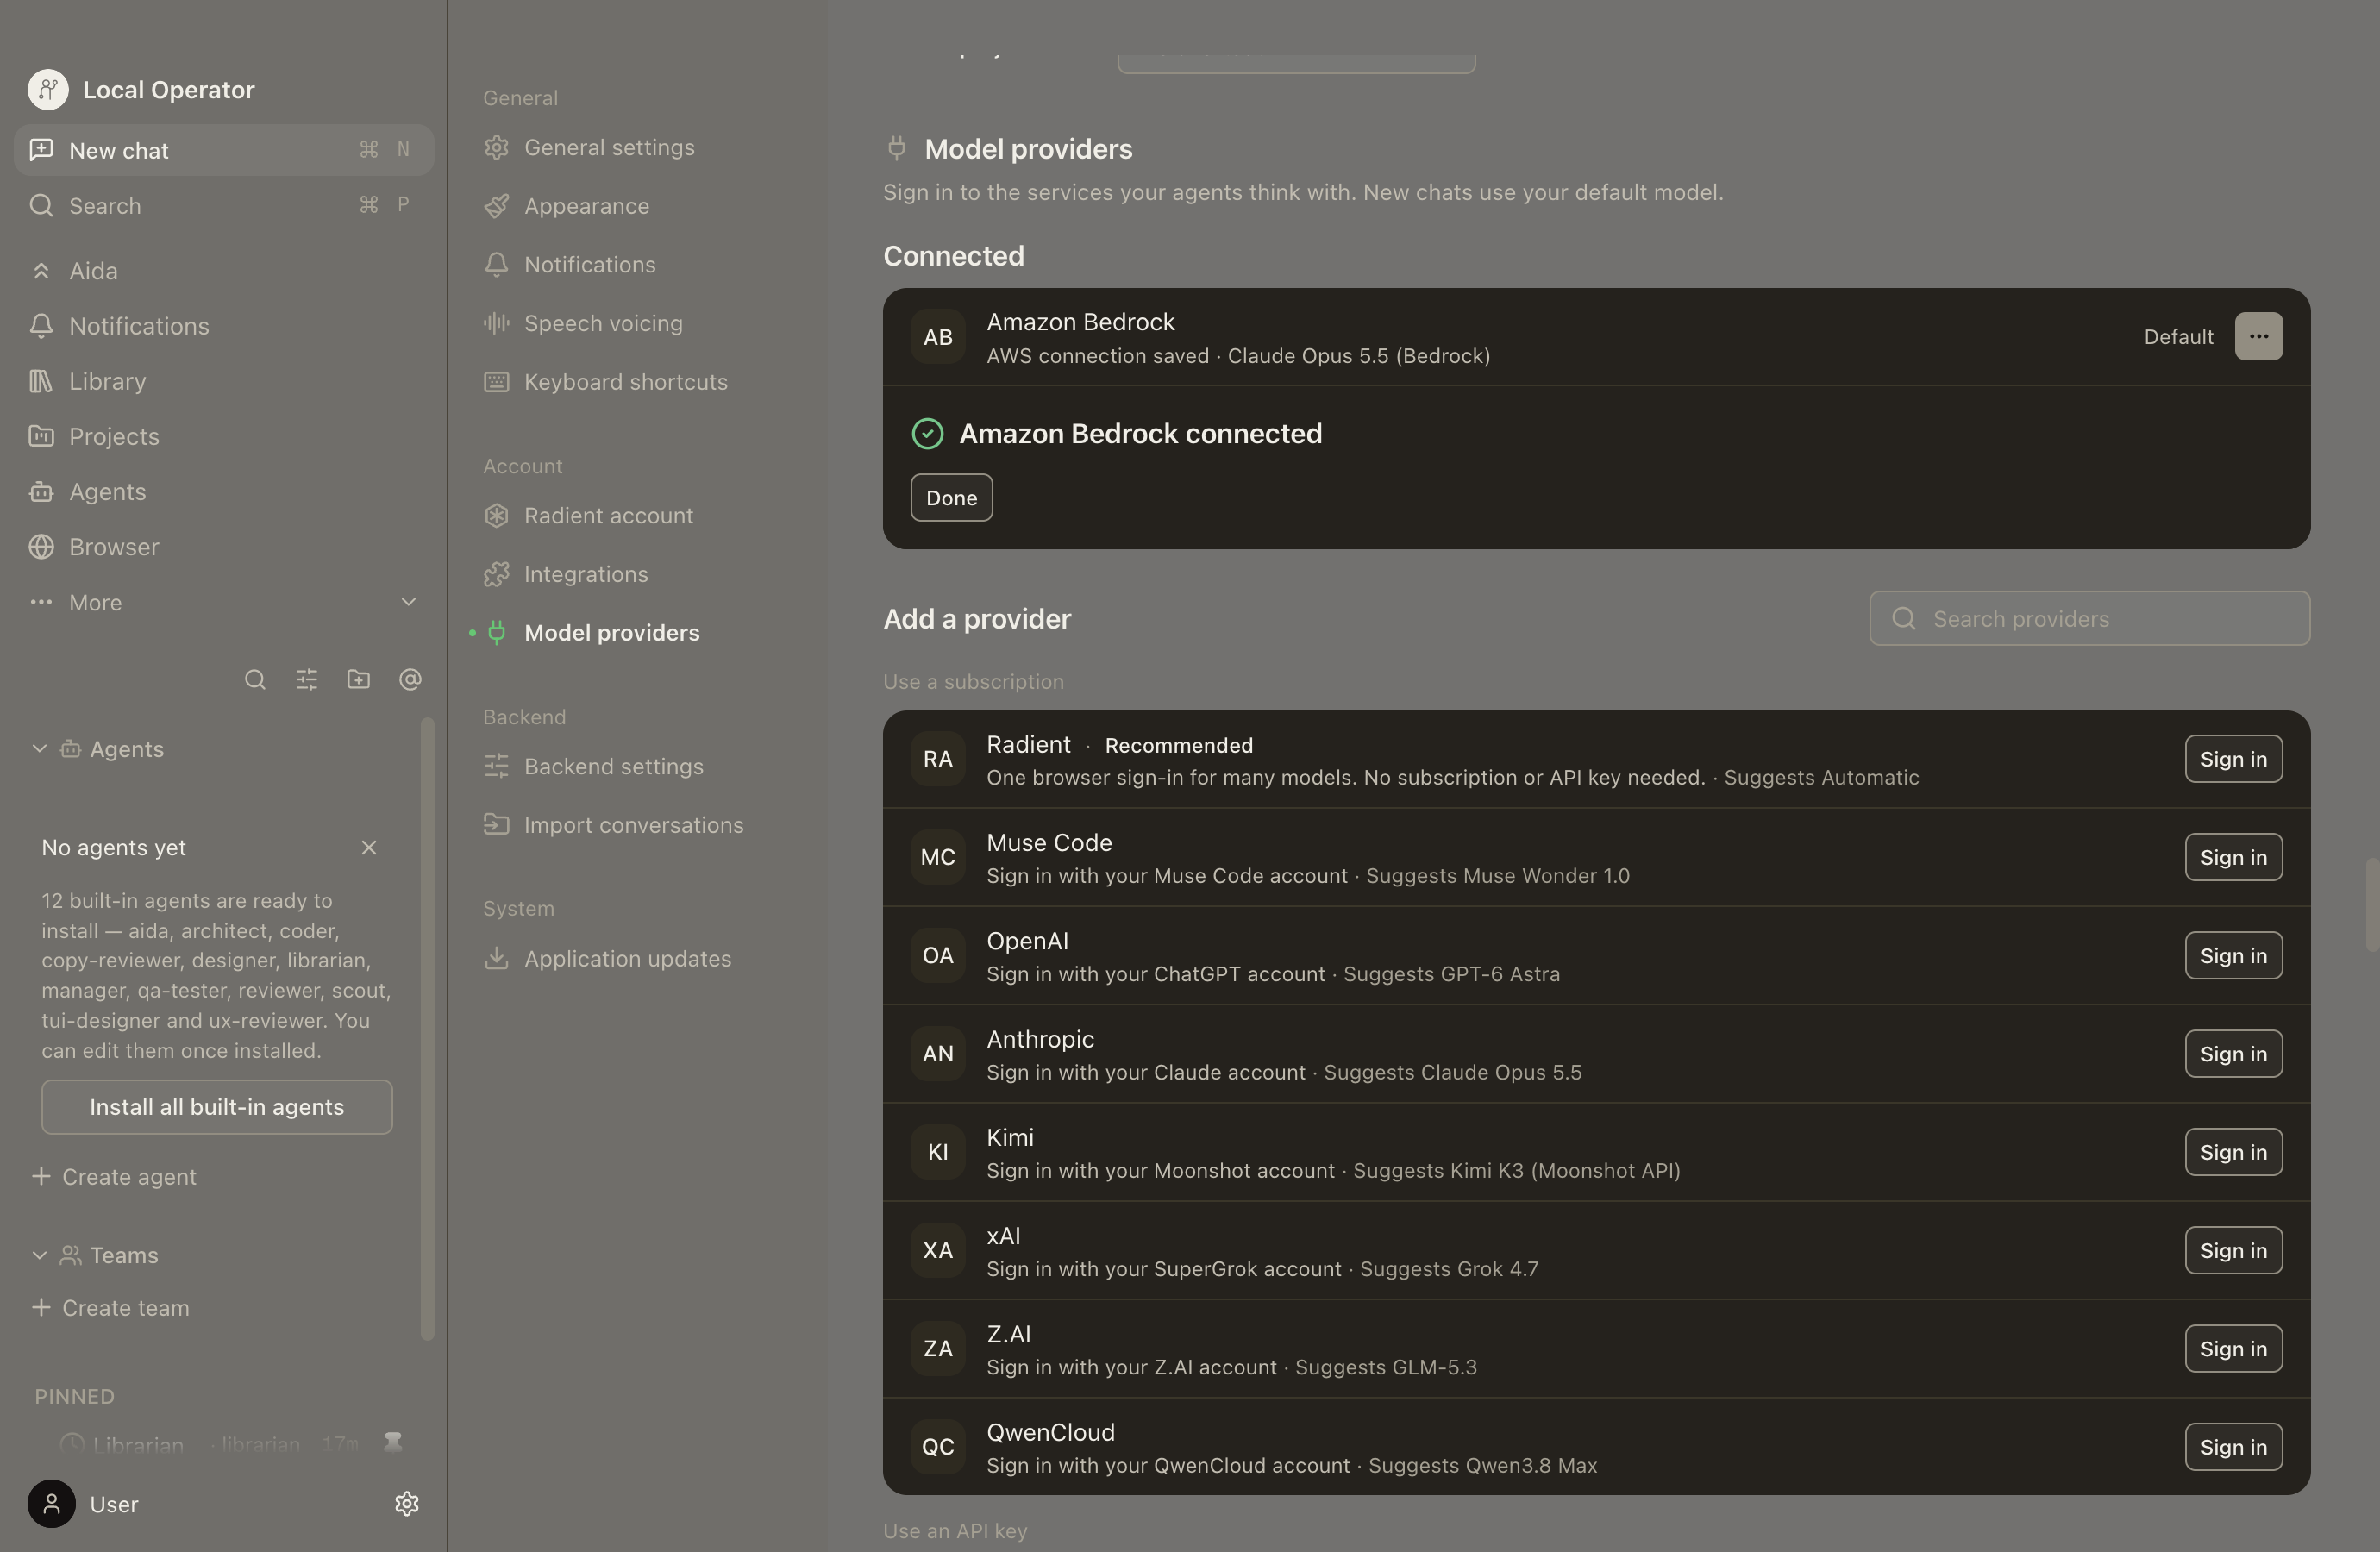 Local Operator
New chat ⌘ N
Search ⌘ P
Aida
Notifications
Library
Projects
Agents
Browser
More
Agents
No agents yet
12 built-in agents are ready to
install — aida, architect, coder,
copy-reviewer, designer, librarian,
manager, qa-tester, reviewer, scout,
tui-designer and ux-reviewer. You
can edit them once installed.
Install all built-in agents
Create agent
Teams
Create team
PINNED
Librarian · librarian 17m
User
General
General settings
Appearance
Notifications
Speech voicing
Keyboard shortcuts
Account
Radient account
Integrations
Model providers
Backend
Backend settings
Import conversations
System
Application updates
Model providers
Sign in to the services your agents think with. New chats use your default model.
Connected
AB Amazon Bedrock
AWS connection saved · Claude Opus 5.5 (Bedrock)
Default
Amazon Bedrock connected
Done
Add a provider
Search providers
Use a subscription
RA Radient · Recommended
One browser sign-in for many models. No subscription or API key needed. · Suggests Automatic
Sign in
MC Muse Code
Sign in with your Muse Code account · Suggests Muse Wonder 1.0
Sign in
OA OpenAI
Sign in with your ChatGPT account · Suggests GPT-6 Astra
Sign in
AN Anthropic
Sign in with your Claude account · Suggests Claude Opus 5.5
Sign in
KI Kimi
Sign in with your Moonshot account · Suggests Kimi K3 (Moonshot API)
Sign in
XA xAI
Sign in with your SuperGrok account · Suggests Grok 4.7
Sign in
ZA Z.AI
Sign in with your Z.AI account · Suggests GLM-5.3
Sign in
QC QwenCloud
Sign in with your QwenCloud account · Suggests Qwen3.8 Max
Sign in
Use an API key